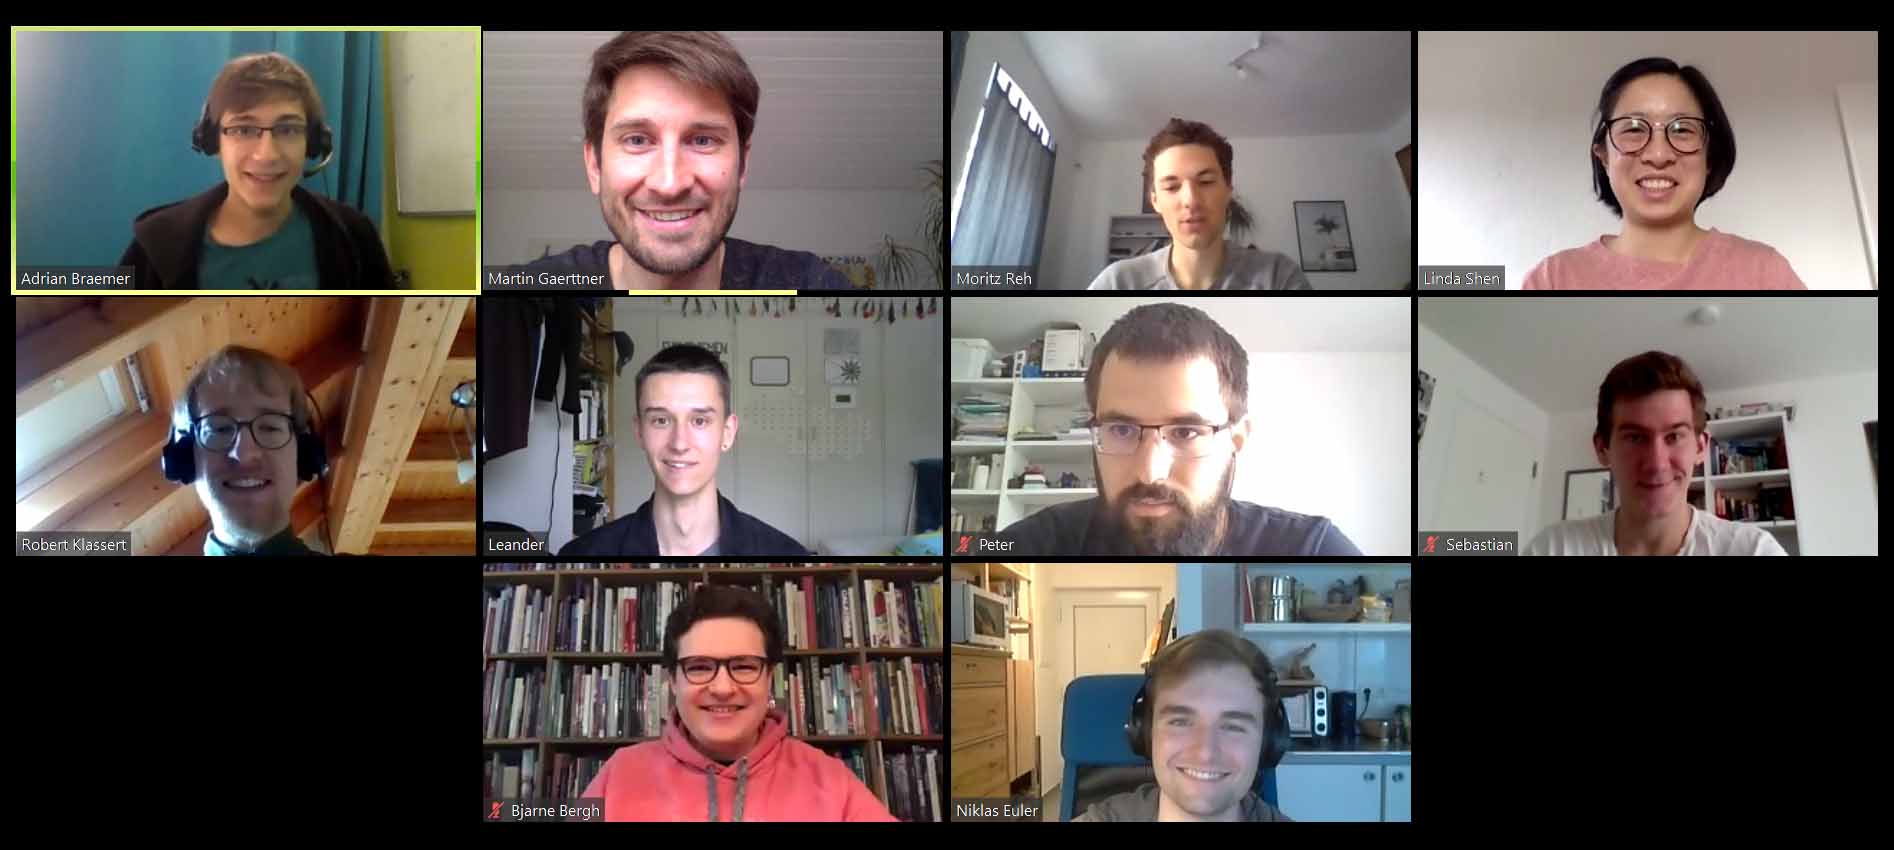 Adrian Braemer
Martin Gaerttner
Moritz Reh
Linda Shen
Robert Klassert
Leander
Peter
Sebastian
Bjarne Bergh
Niklas Euler